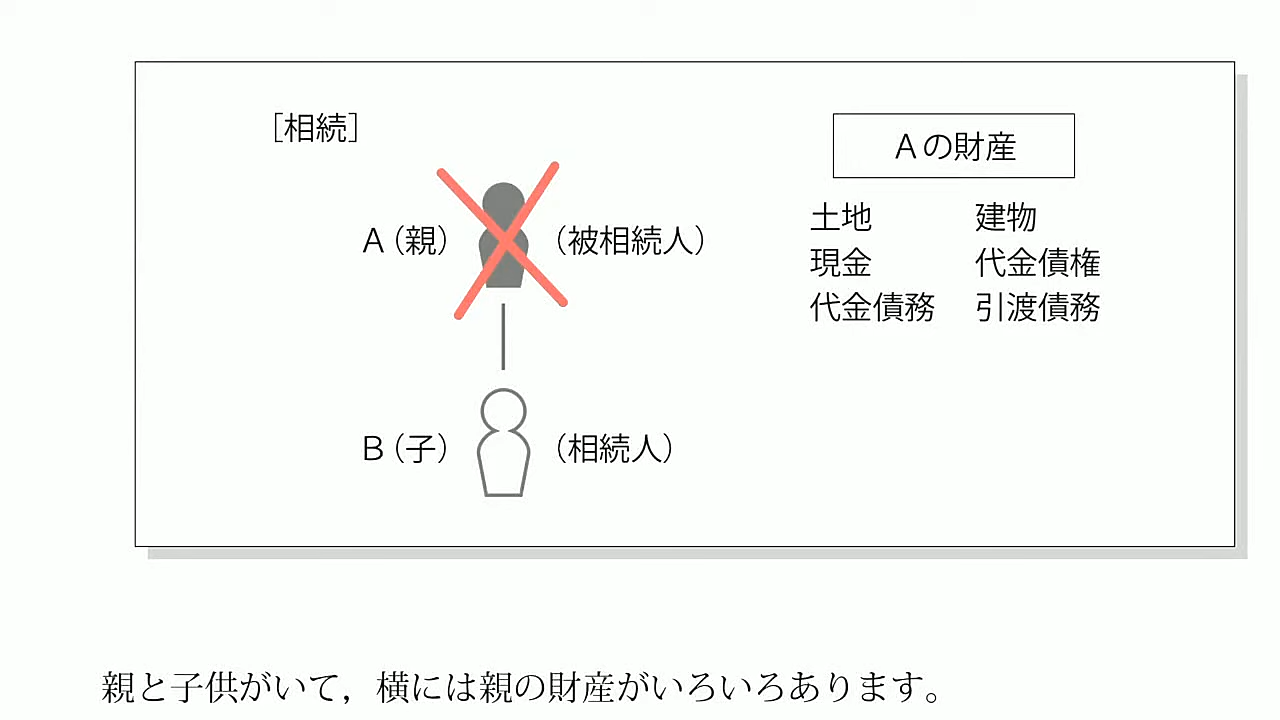 ［相続］
Aの財産
土地 建物
A（親） （被相続人）
現金 代金債権
代金債務 引渡債務
B（子） （相続人）
親と子供がいて，横には親の財産がいろいろあります。